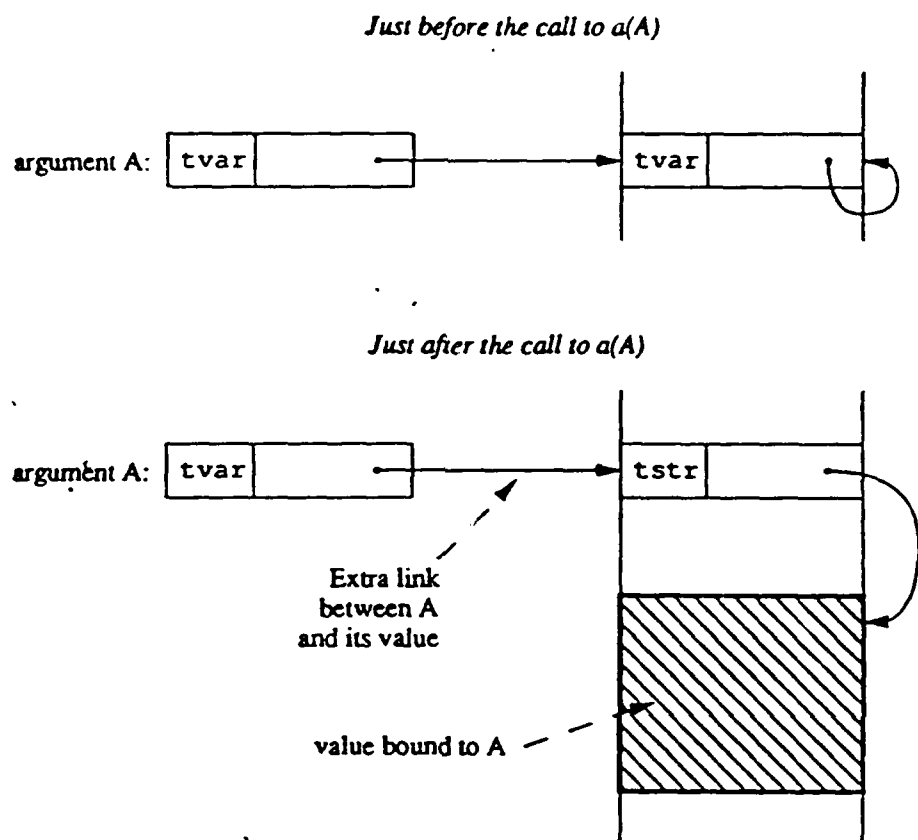 Just before the call to a(A)
argument A: tvar tvar
Just after the call to a(A)
argument A: tvar tstr
Extra link
between A
and its value
value bound to A